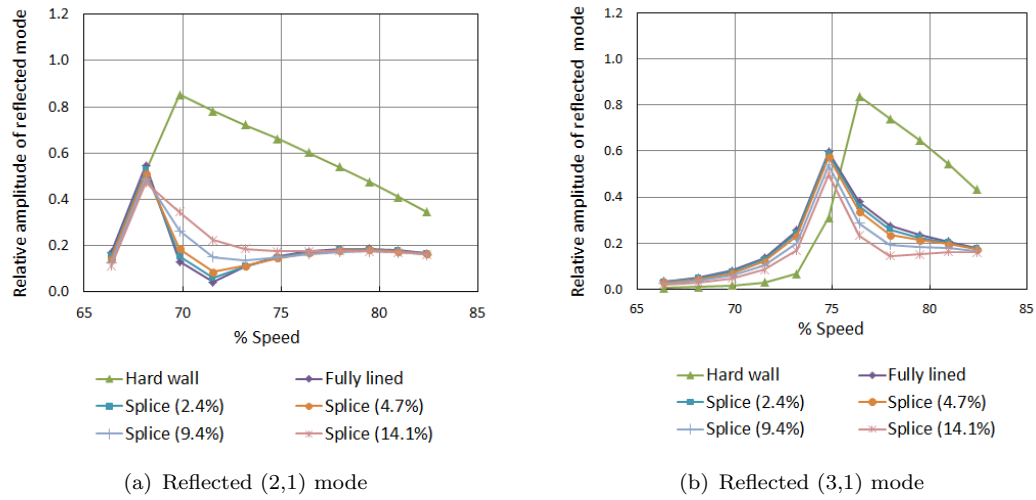 Relative amplitude of reflected mode
1.2
1.0
0.8
0.6
0.4
0.2
0.0
65 70 75 80 85
% Speed
Hard wall Fully lined
Splice (2.4%) Splice (4.7%)
Splice (9.4%) Splice (14.1%)
(a) Reflected (2,1) mode
Relative amplitude of reflected mode
1.2
1.0
0.8
0.6
0.4
0.2
0.0
65 70 75 80 85
% Speed
Hard wall Fully lined
Splice (2.4%) Splice (4.7%)
Splice (9.4%) Splice (14.1%)
(b) Reflected (3,1) mode